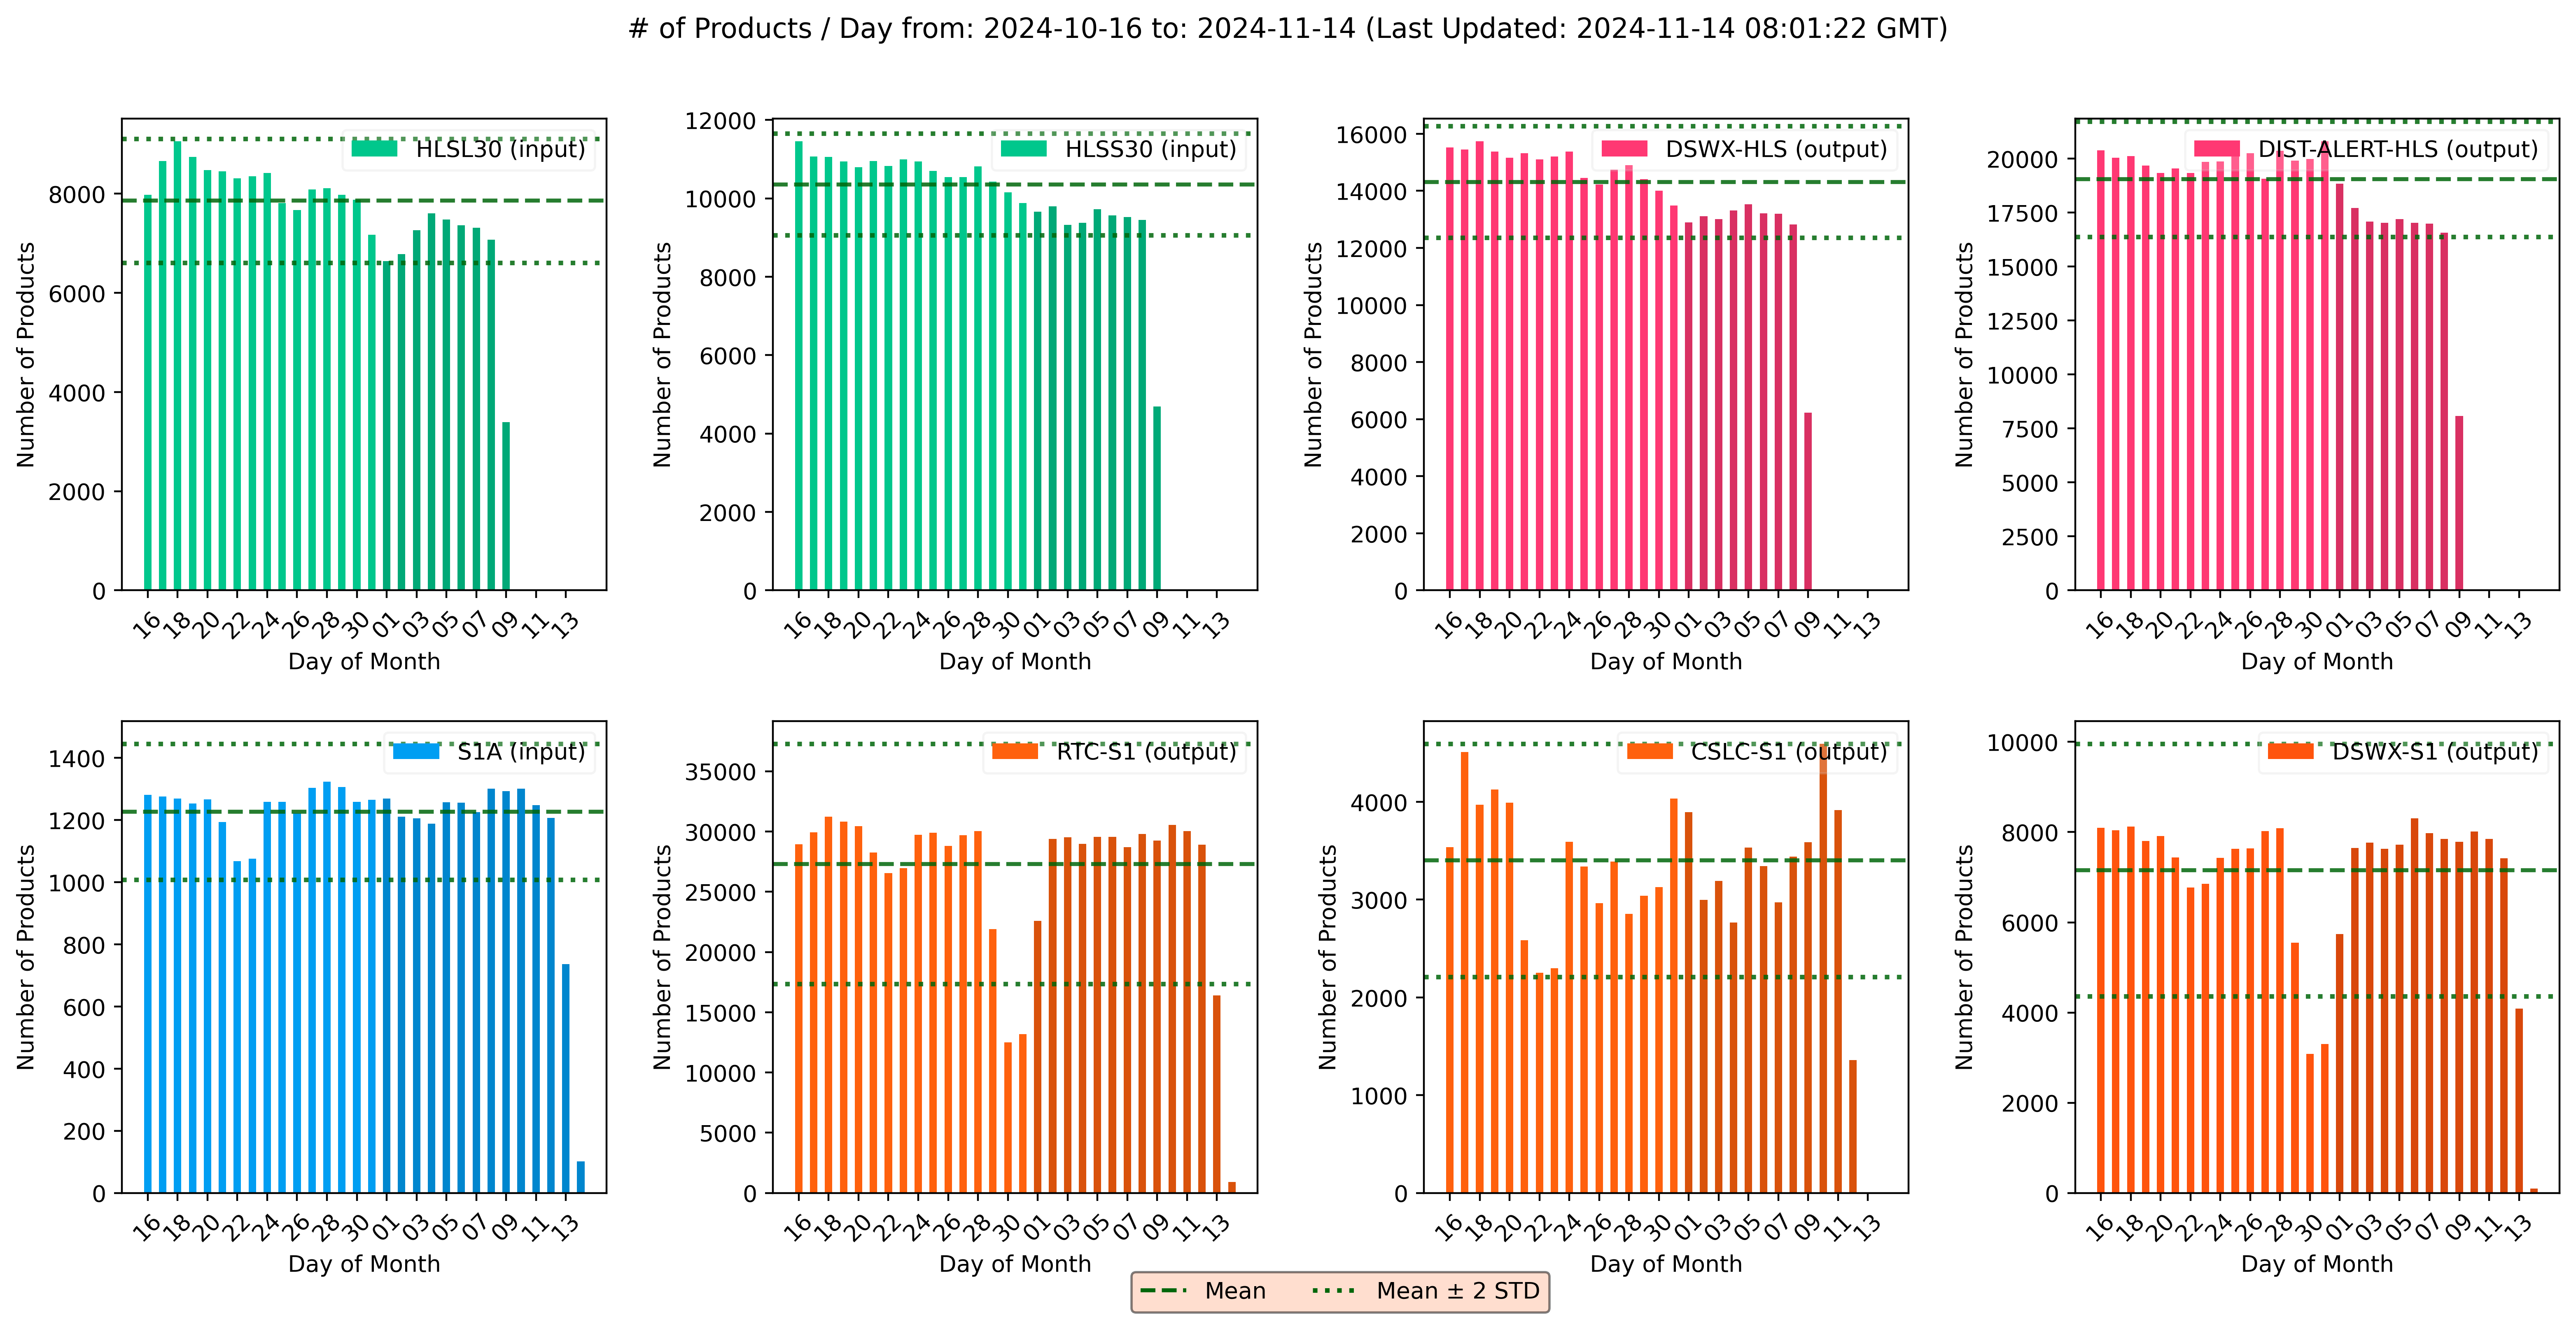 # of Products / Day from: 2024-10-16 to: 2024-11-14 (Last Updated: 2024-11-14 08:01:22 GMT)
HLSL30 (input)
Number of Products
8000
6000
4000
2000
0
16 18 20 22 24 26 28 30 01 03 05 07 09 11 13
Day of Month
HLSS30 (input)
Number of Products
12000
10000
8000
6000
4000
2000
0
16 18 20 22 24 26 28 30 01 03 05 07 09 11 13
Day of Month
DSWX-HLS (output)
Number of Products
16000
14000
12000
10000
8000
6000
4000
2000
0
16 18 20 22 24 26 28 30 01 03 05 07 09 11 13
Day of Month
DIST-ALERT-HLS (output)
Number of Products
20000
17500
15000
12500
10000
7500
5000
2500
0
16 18 20 22 24 26 28 30 01 03 05 07 09 11 13
Day of Month
S1A (input)
Number of Products
1400
1200
1000
800
600
400
200
0
16 18 20 22 24 26 28 30 01 03 05 07 09 11 13
Day of Month
RTC-S1 (output)
Number of Products
35000
30000
25000
20000
15000
10000
5000
0
16 18 20 22 24 26 28 30 01 03 05 07 09 11 13
Day of Month
CSLC-S1 (output)
Number of Products
4000
3000
2000
1000
0
16 18 20 22 24 26 28 30 01 03 05 07 09 11 13
Day of Month
DSWX-S1 (output)
Number of Products
10000
8000
6000
4000
2000
0
16 18 20 22 24 26 28 30 01 03 05 07 09 11 13
Day of Month
Mean
Mean ± 2 STD